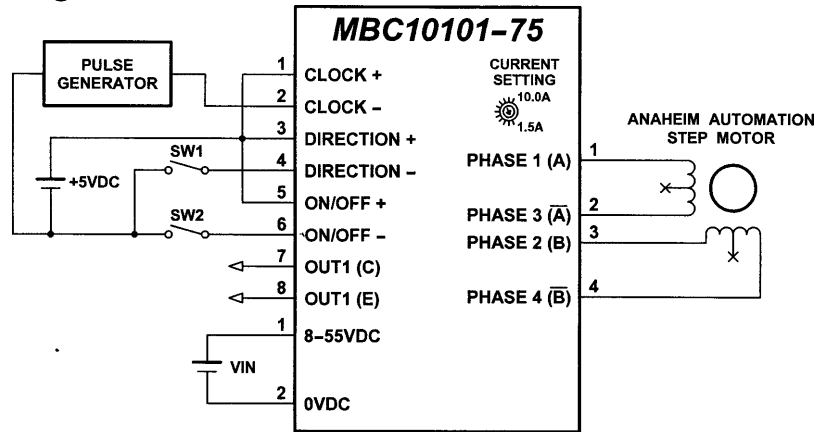 MBC10101-75
PULSE
GENERATOR
1 CLOCK +
2 CLOCK -
3 DIRECTION +
4 DIRECTION -
5 ON/OFF +
6 ON/OFF -
7 OUT1 (C)
8 OUT1 (E)
1 8-55VDC
2 0VDC
+5VDC
SW1
SW2
VIN
CURRENT
SETTING
10.0A
1.5A
PHASE 1 (A) 1
PHASE 3 (A̅) 2
PHASE 2 (B) 3
PHASE 4 (B̅) 4
ANAHEIM AUTOMATION
STEP MOTOR